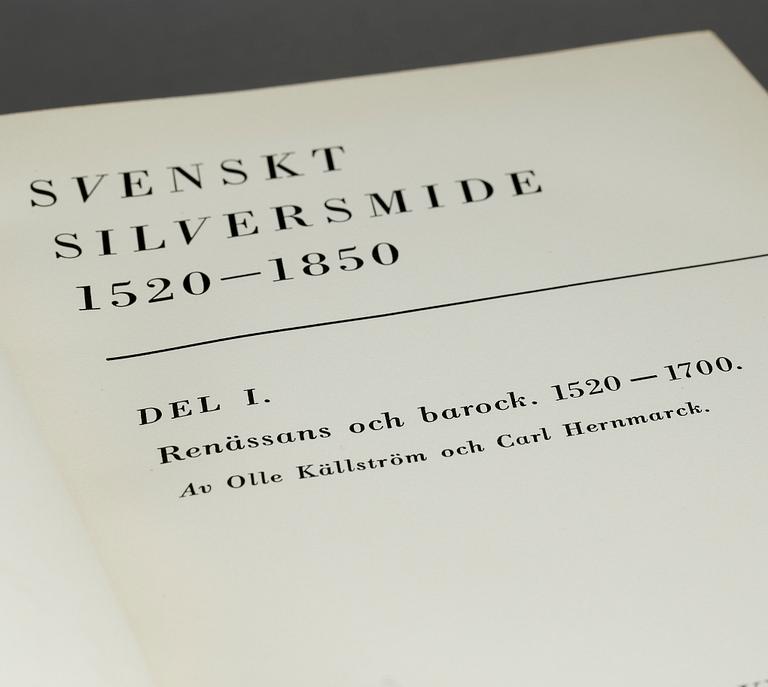 SVENSKT
SILVERSMIDE
1520—1850
DEL I.
Renässans och barock. 1520—1700.
Av Olle Källström och Carl Hernmarck.